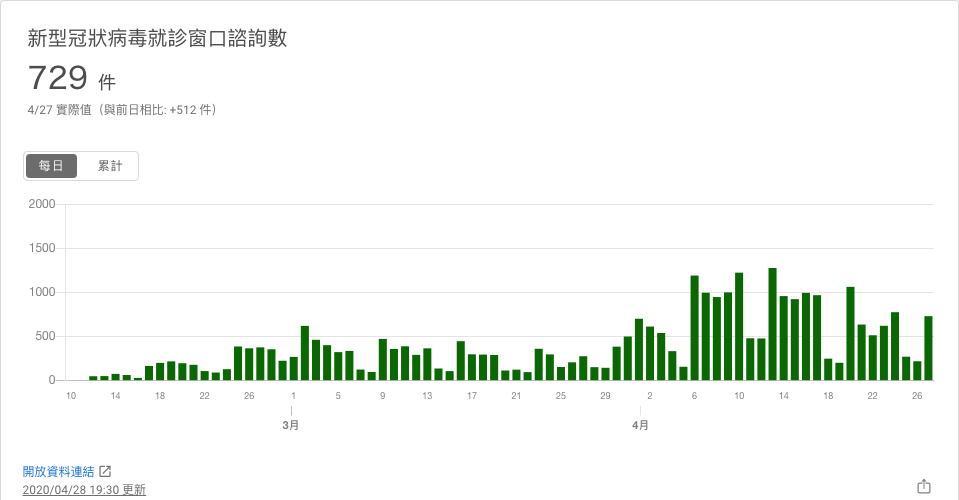 新型冠狀病毒就診窗口諮詢數
729 件
4/27 實際值（與前日相比: +512 件）
每日 累計
2000
1500
1000
500
0
10 14 18 22 26 1 5 9 13 17 21 25 29 2 6 10 14 18 22 26
3月 4月
開放資料連結
2020/04/28 19:30 更新